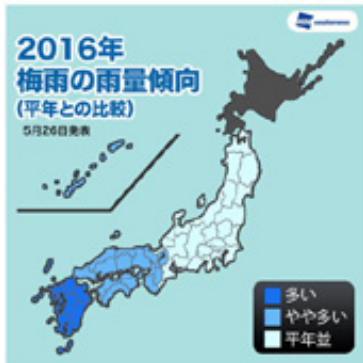 weathernews
2016年
梅雨の雨量傾向
(平年との比較)
5月26日発表
多い
やや多い
平年並